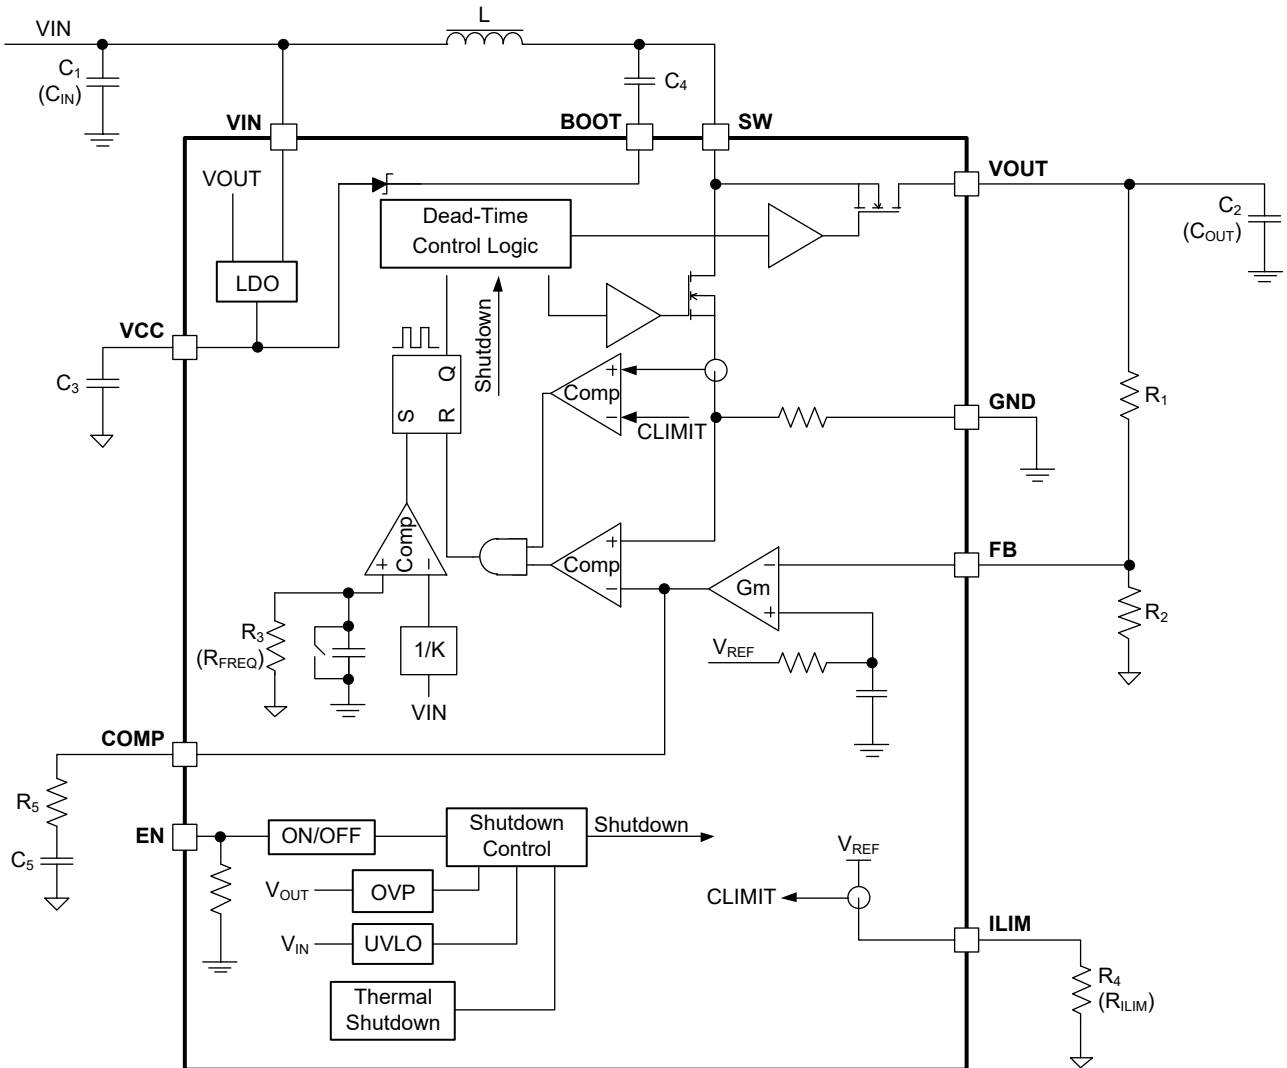 VIN
L
C1
(CIN)
C4
VIN
BOOT
SW
VOUT
VOUT
C2
(COUT)
Dead-Time
Control Logic
LDO
VCC
Shutdown
C3
Q
S
R
+
Comp
−
CLIMIT
GND
R1
Comp
+
−
+
Comp
−
Gm
−
+
FB
R2
R3
(RFREQ)
1/K
VIN
VREF
COMP
R5
C5
EN
ON/OFF
Shutdown
Control
Shutdown
VOUT
OVP
VIN
UVLO
Thermal
Shutdown
VREF
CLIMIT
ILIM
R4
(RILIM)